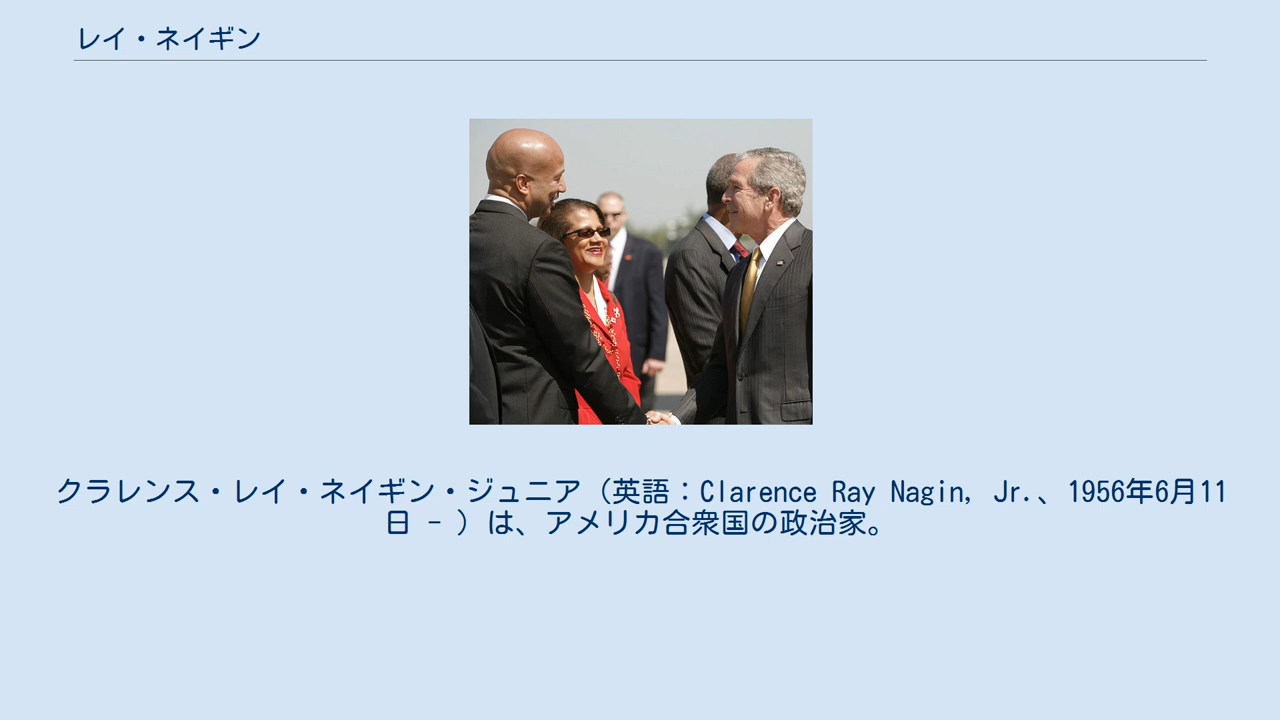 レイ・ネイギン
クラレンス・レイ・ネイギン・ジュニア（英語：Clarence Ray Nagin, Jr.、1956年6月11
日 - ）は、アメリカ合衆国の政治家。